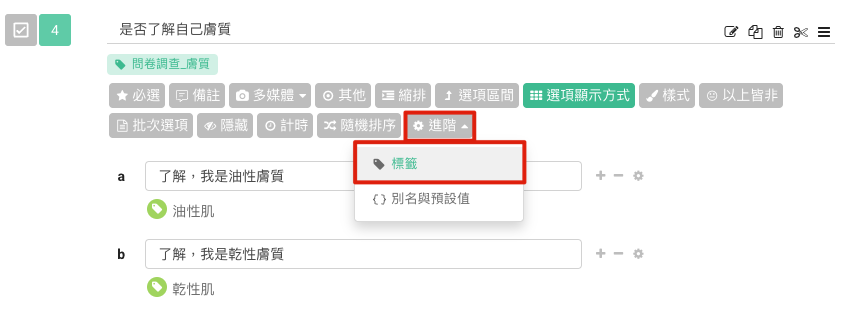 4 是否了解自己膚質
問卷調查_膚質
必選 備註 多媒體 其他 縮排 選項區間 選項顯示方式 樣式 以上皆非
批次選項 隱藏 計時 隨機排序 進階
標籤
a 了解，我是油性膚質
{} 別名與預設值
油性肌
b 了解，我是乾性膚質
乾性肌